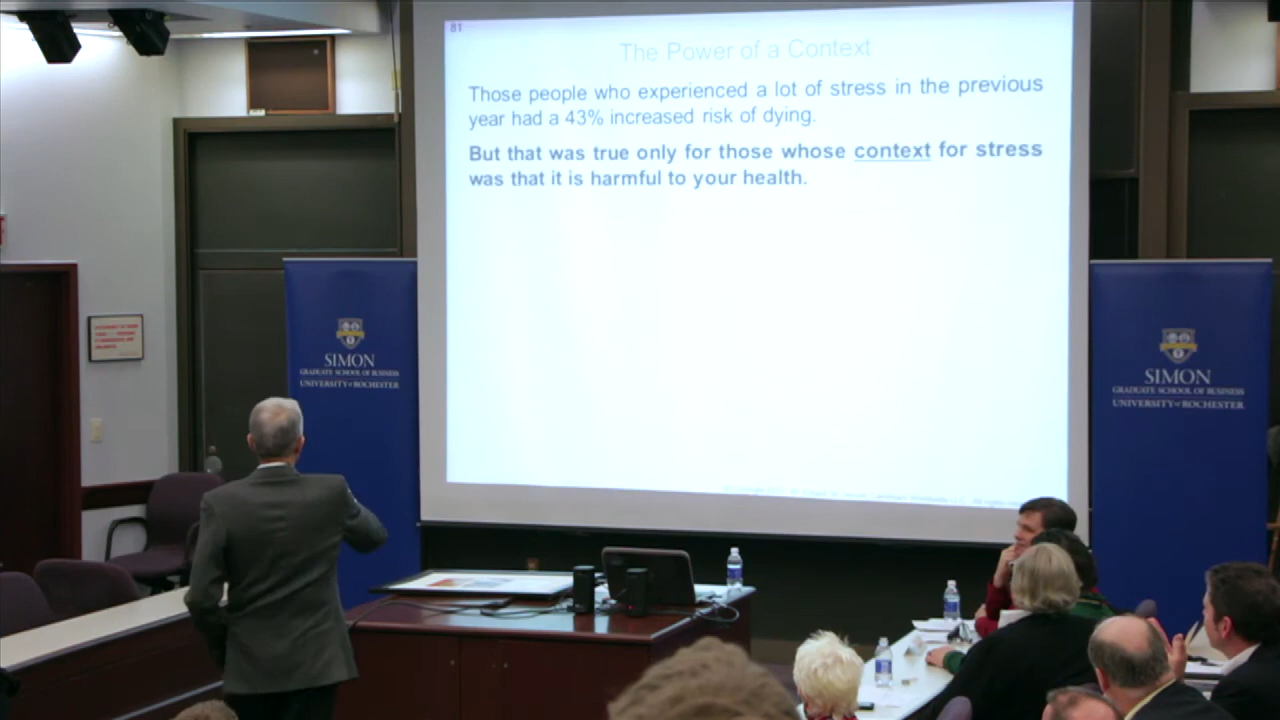 81
The Power of a Context
Those people who experienced a lot of stress in the previous
year had a 43% increased risk of dying.
But that was true only for those whose context for stress
was that it is harmful to your health.
SIMON
GRADUATE SCHOOL OF BUSINESS
UNIVERSITY of ROCHESTER
SIMON
GRADUATE SCHOOL OF BUSINESS
UNIVERSITY of ROCHESTER